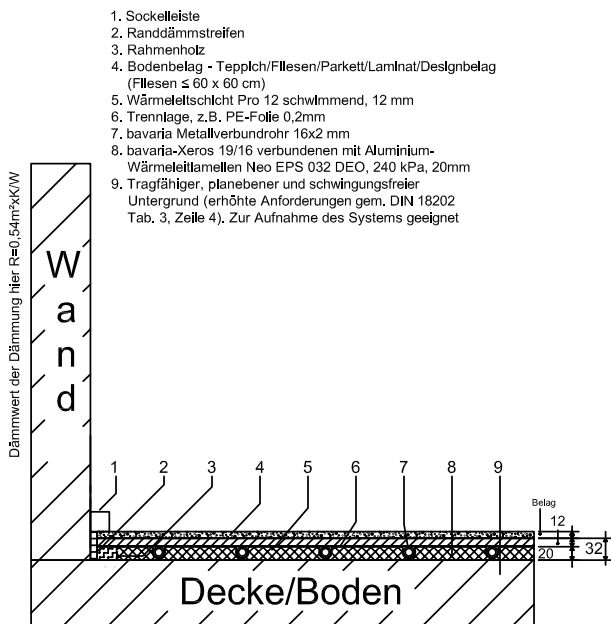 1. Sockelleiste
2. Randdämmstreifen
3. Rahmenholz
4. Bodenbelag - Teppich/Fliesen/Parkett/Laminat/Designbelag
(Fliesen ≤ 60 x 60 cm)
5. Wärmeleitschicht Pro 12 schwimmend, 12 mm
6. Trennlage, z.B. PE-Folie 0,2mm
7. bavaria Metallverbundrohr 16x2 mm
8. bavaria-Xeros 19/16 verbundenen mit Aluminium-
Wärmeleitlamellen Neo EPS 032 DEO, 240 kPa, 20mm
9. Tragfähiger, planebener und schwingungsfreier
Untergrund (erhöhte Anforderungen gem. DIN 18202
Tab. 3, Zeile 4). Zur Aufnahme des Systems geeignet
Dämmwert der Dämmung hier R=0,54m²xK/W
Wand
1 2 3 4 5 6 7 8 9
Belag
12
20
32
Decke/Boden